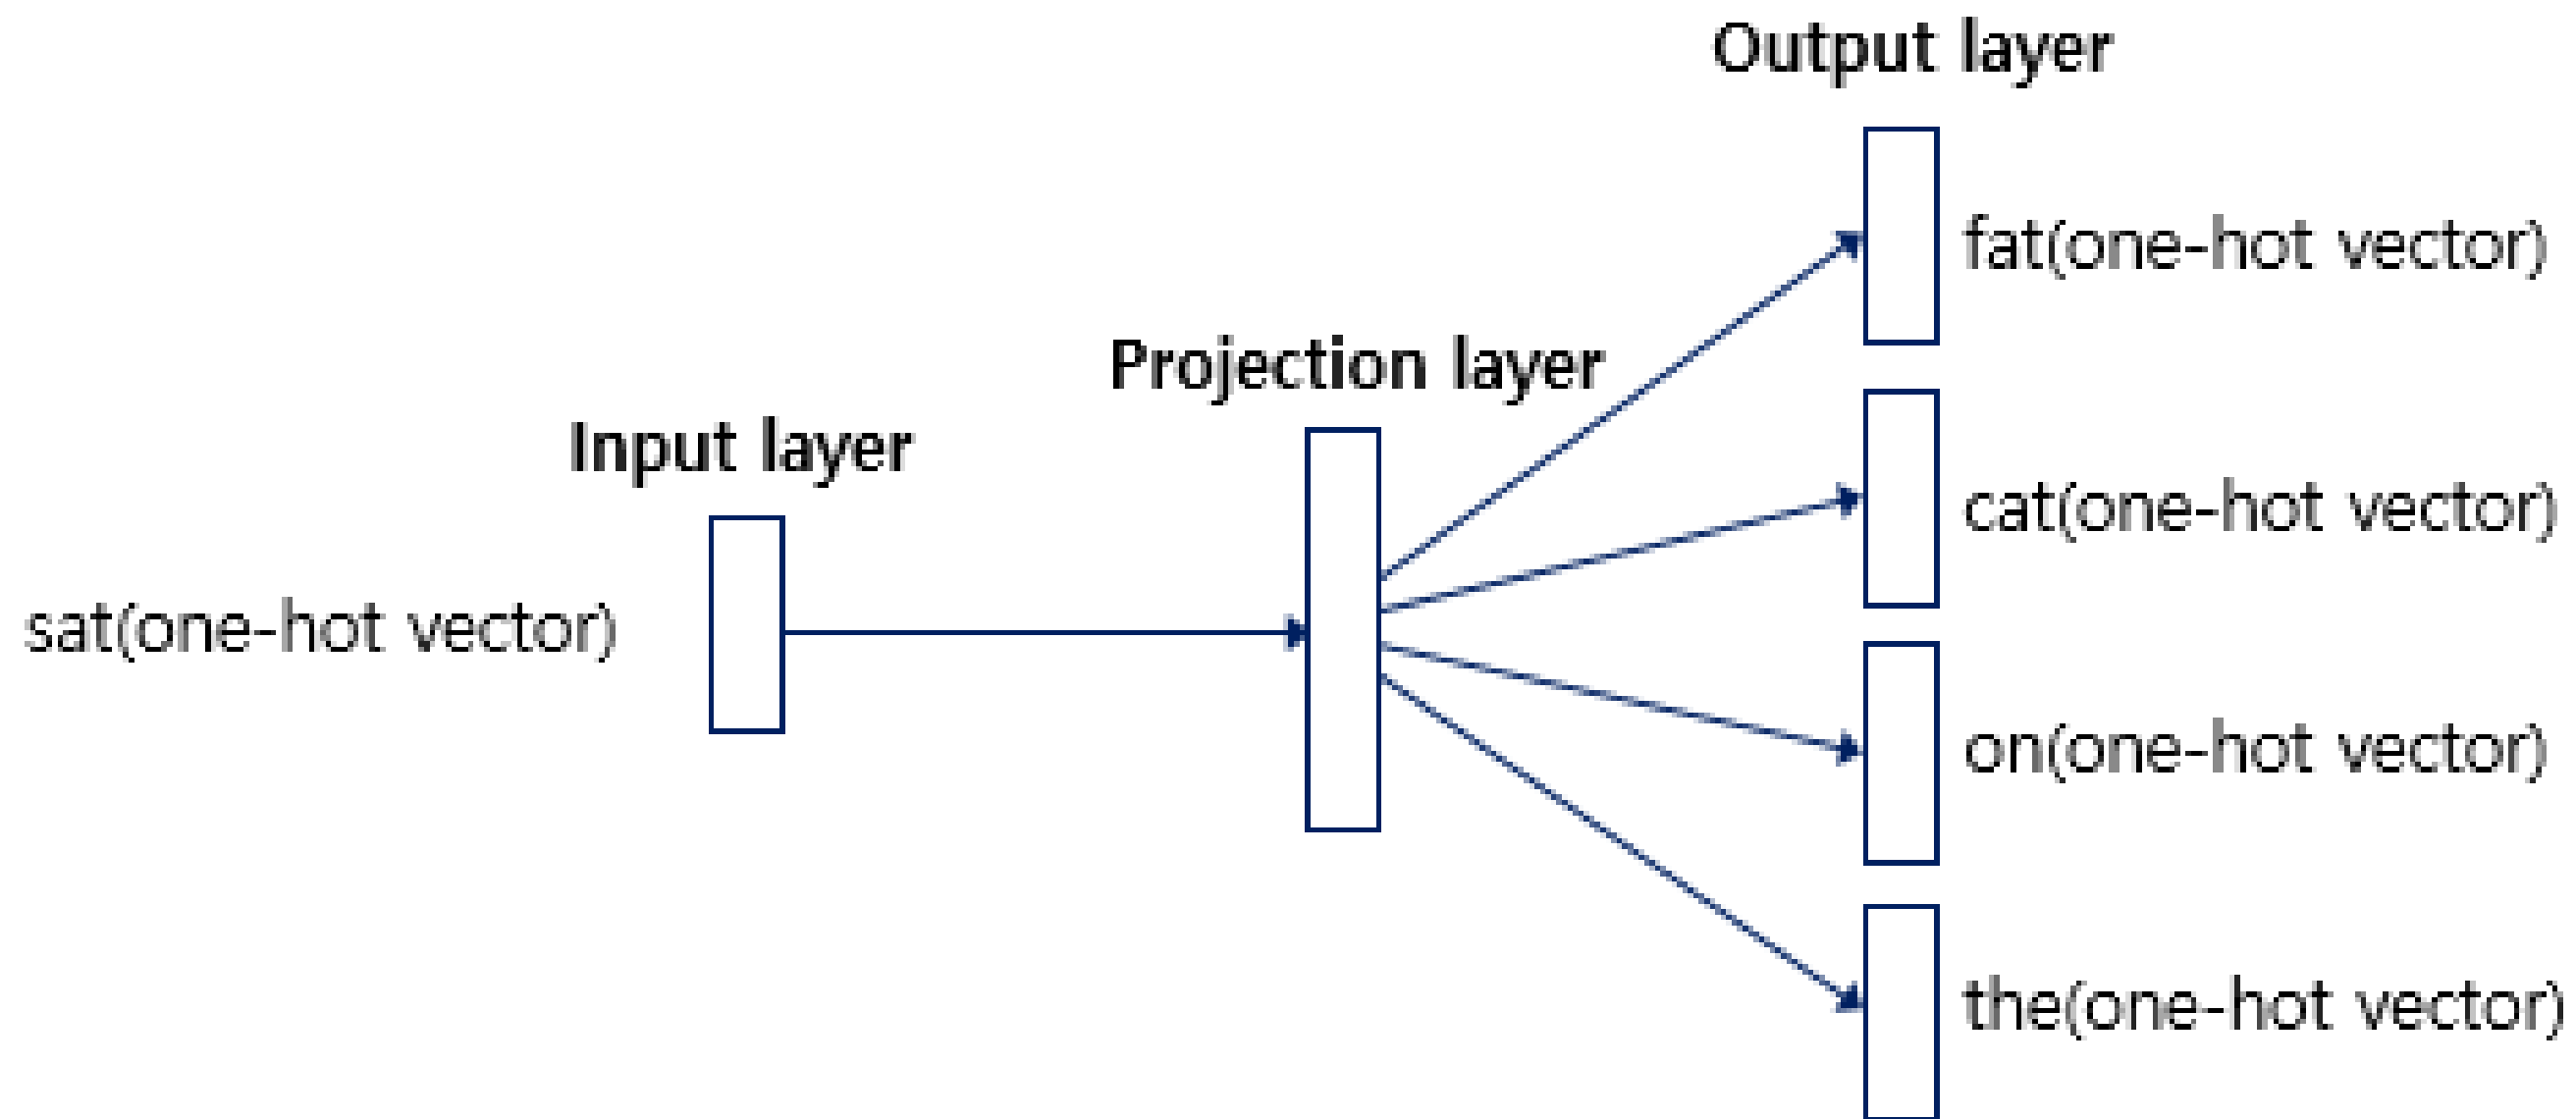 Output layer
fat(one-hot vector)
Projection layer
Input layer
cat(one-hot vector)
sat(one-hot vector)
on(one-hot vector)
the(one-hot vector)